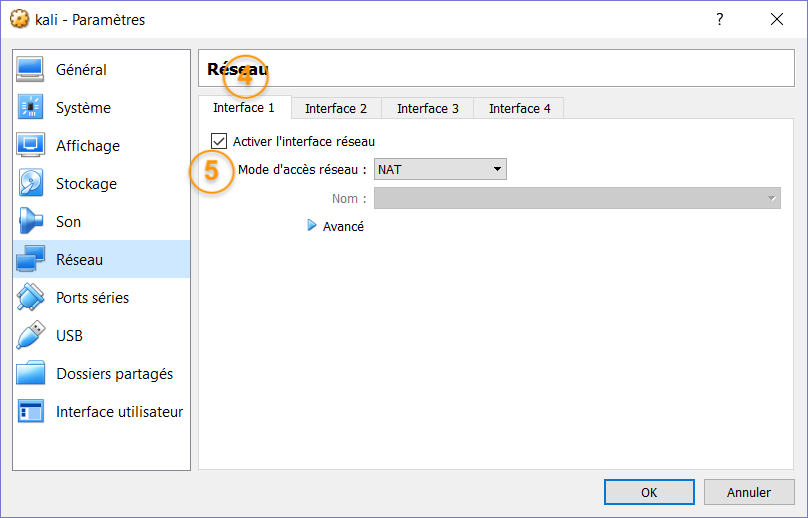 kali - Paramètres
?
Général
Système
Affichage
Stockage
Son
Réseau
Ports séries
USB
Dossiers partagés
Interface utilisateur
Réseau
4
Interface 1 Interface 2 Interface 3 Interface 4
Activer l'interface réseau
5 Mode d'accès réseau : NAT
Nom :
Avancé
OK Annuler